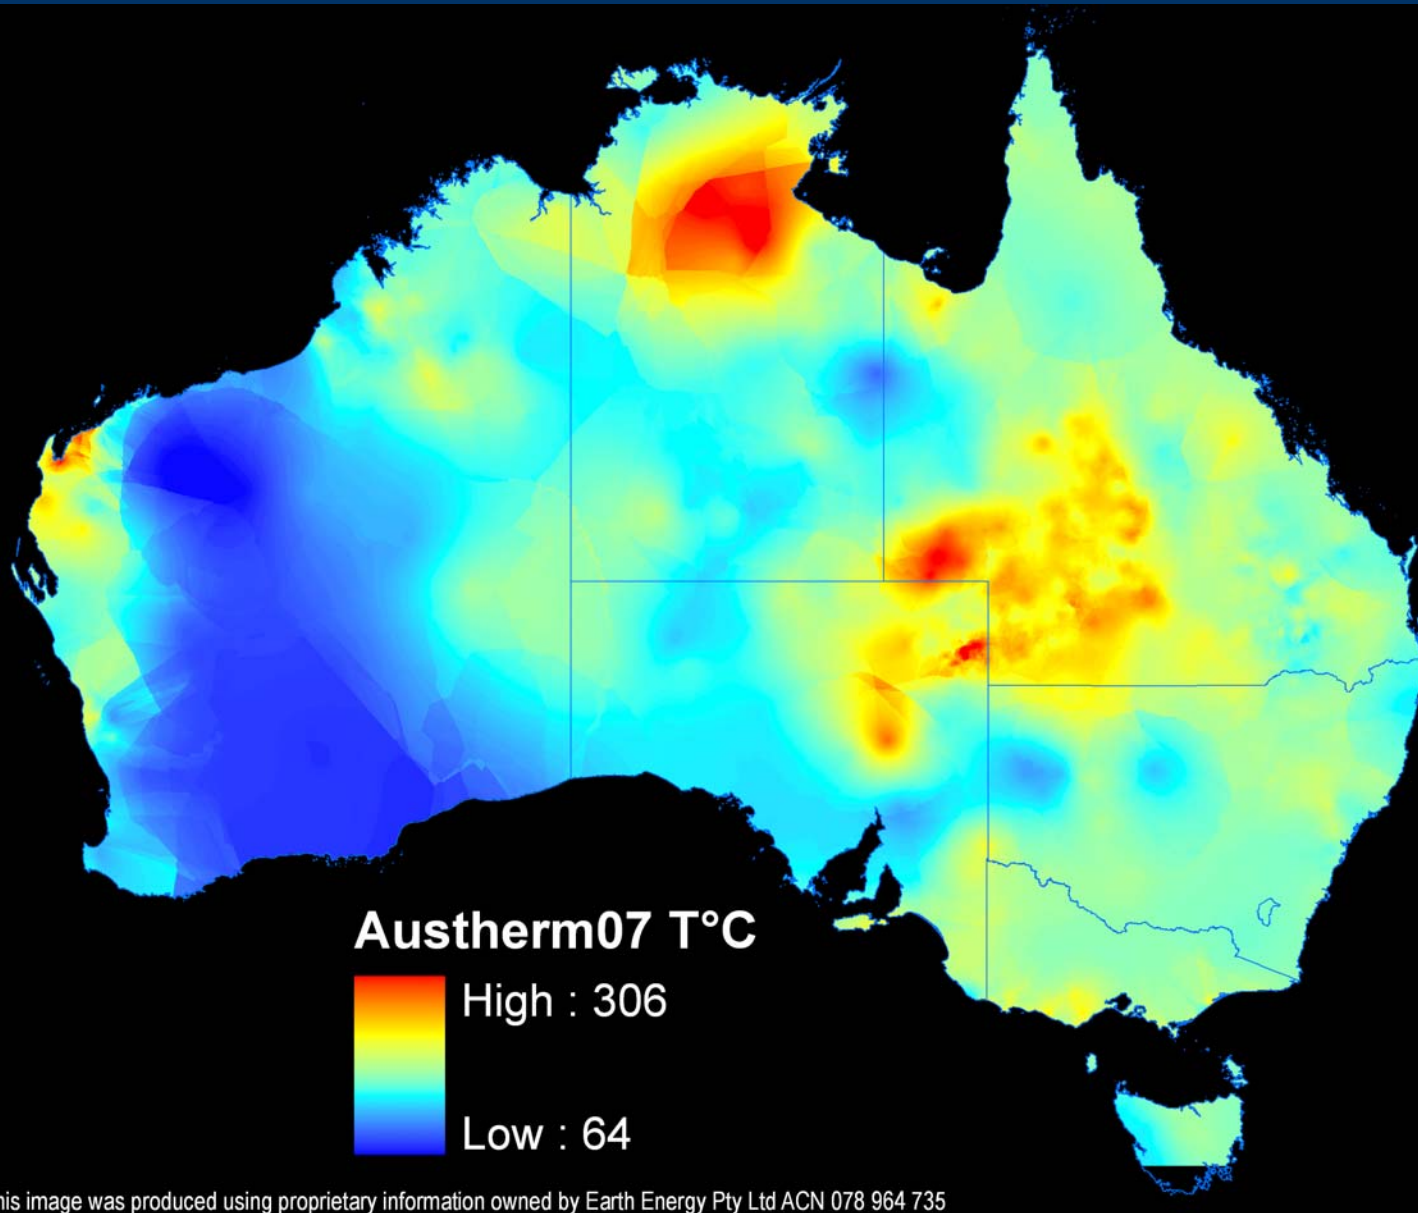 Austherm07 T°C
High : 306
Low : 64
his image was produced using proprietary information owned by Earth Energy Pty Ltd ACN 078 964 735